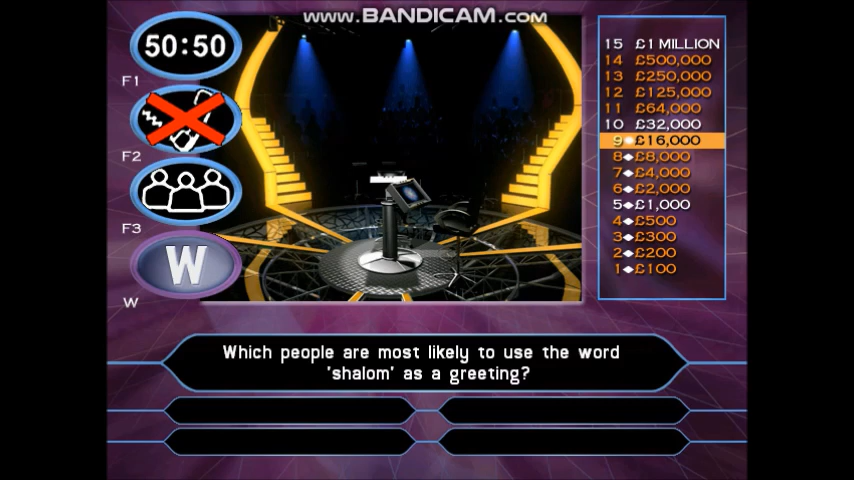 www.BANDICAM.com
50:50
F1
F2
F3
W
W
15 £1 MILLION
14 £500,000
13 £250,000
12 £125,000
11 £64,000
10 £32,000
9 £16,000
8 £8,000
7 £4,000
6 £2,000
5 £1,000
4 £500
3 £300
2 £200
1 £100
Which people are most likely to use the word
'shalom' as a greeting?